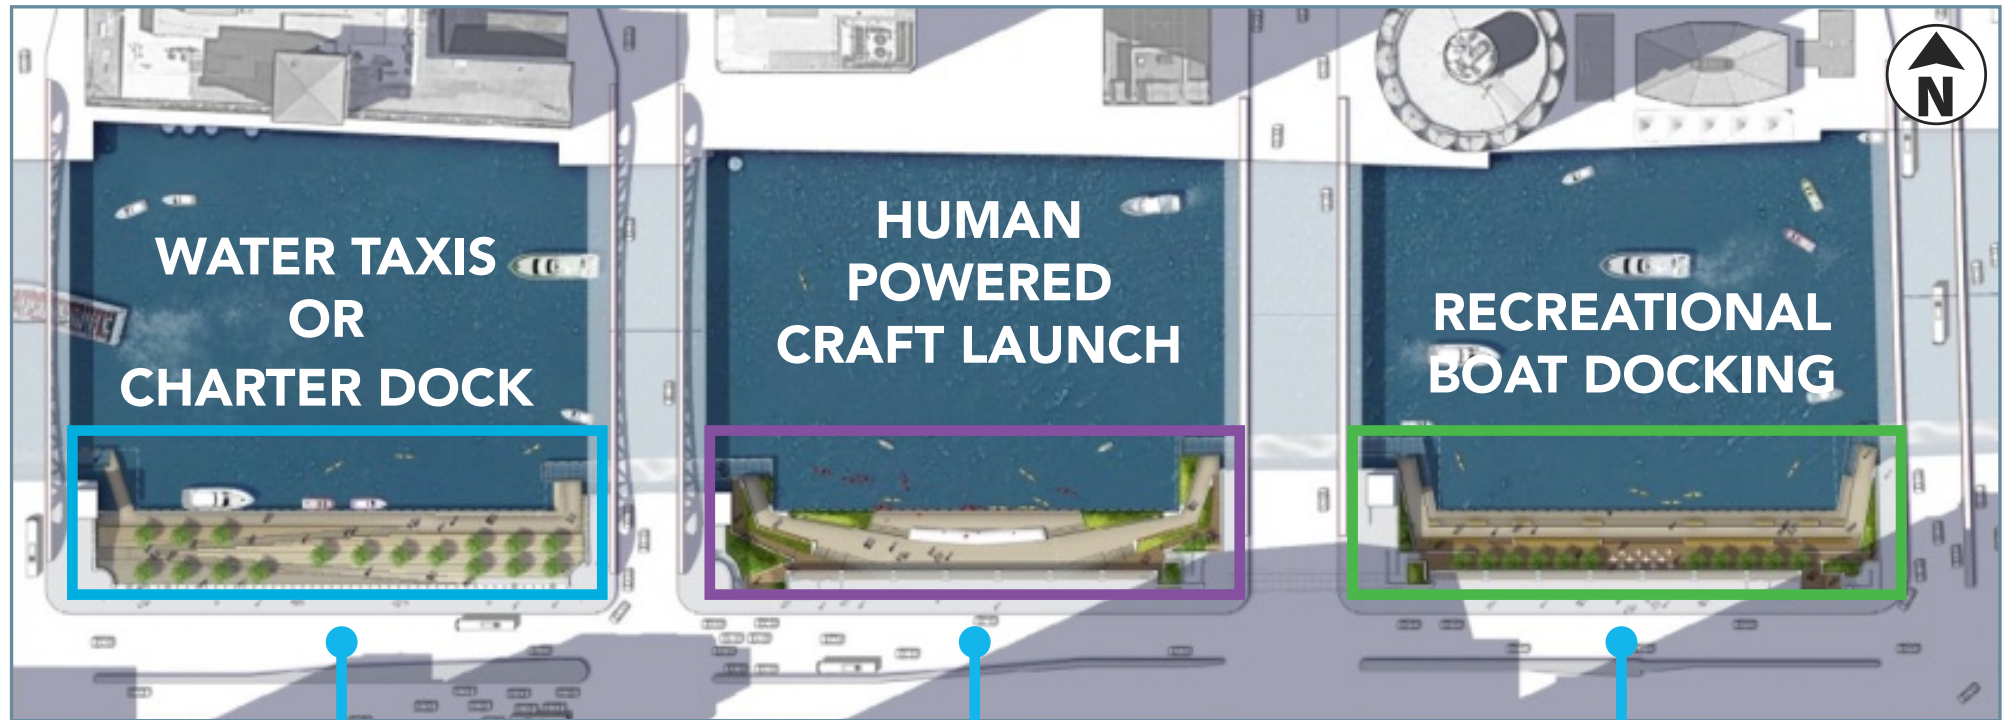 N
WATER TAXIS
OR
CHARTER DOCK
HUMAN
POWERED
CRAFT LAUNCH
RECREATIONAL
BOAT DOCKING